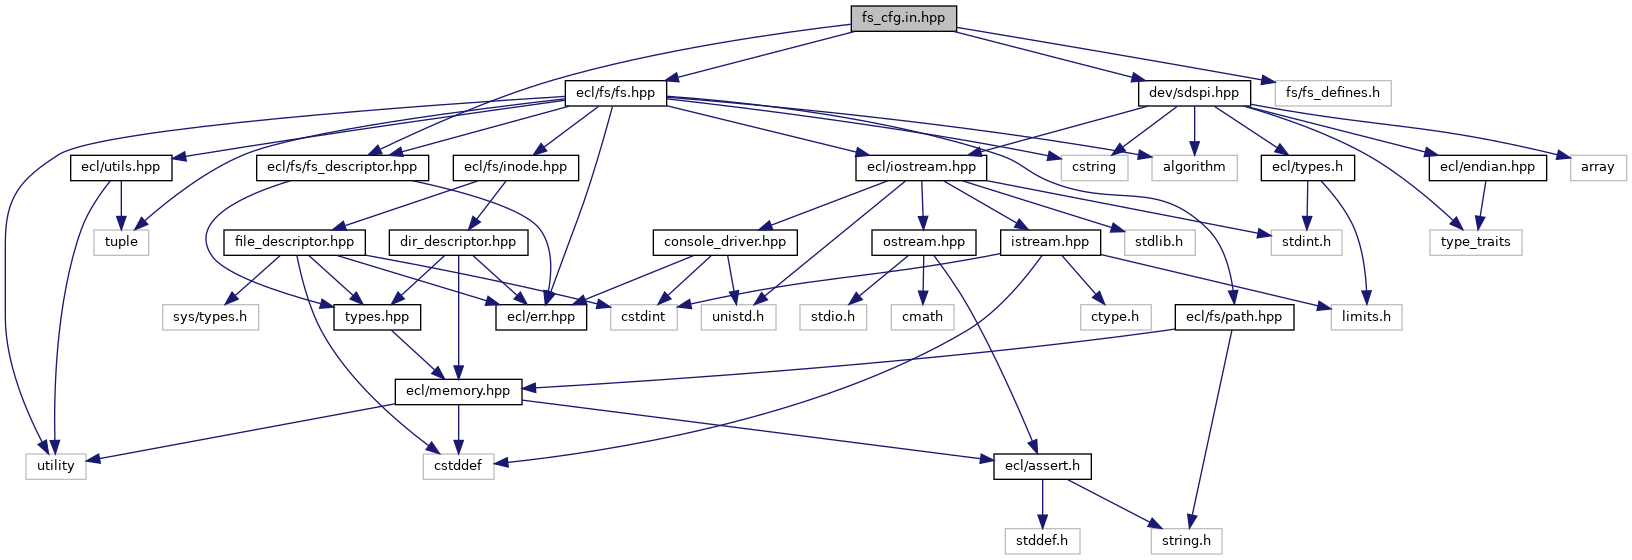 fs_cfg.in.hpp
ecl/fs/fs.hpp
dev/sdspi.hpp
fs/fs_defines.h
ecl/utils.hpp
ecl/fs/fs_descriptor.hpp
ecl/fs/inode.hpp
ecl/iostream.hpp
cstring
algorithm
ecl/types.h
ecl/endian.hpp
array
tuple
file_descriptor.hpp
dir_descriptor.hpp
console_driver.hpp
ostream.hpp
istream.hpp
stdlib.h
stdint.h
type_traits
sys/types.h
types.hpp
ecl/err.hpp
cstdint
unistd.h
stdio.h
cmath
ctype.h
ecl/fs/path.hpp
limits.h
ecl/memory.hpp
utility
cstddef
ecl/assert.h
stddef.h
string.h